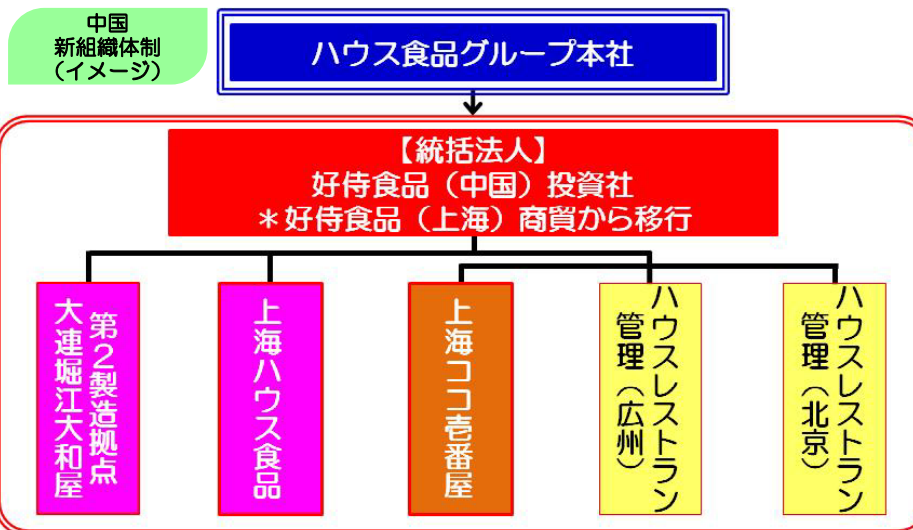 中国
新組織体制
（イメージ）
ハウス食品グループ本社
【統括法人】
好侍食品（中国）投資社
＊好侍食品（上海）商貿から移行
第２製造拠点
大連堀江大和屋
上海ハウス食品
上海ココ壱番屋
ハウスレストラン
管理（広州）
ハウスレストラン
管理（北京）